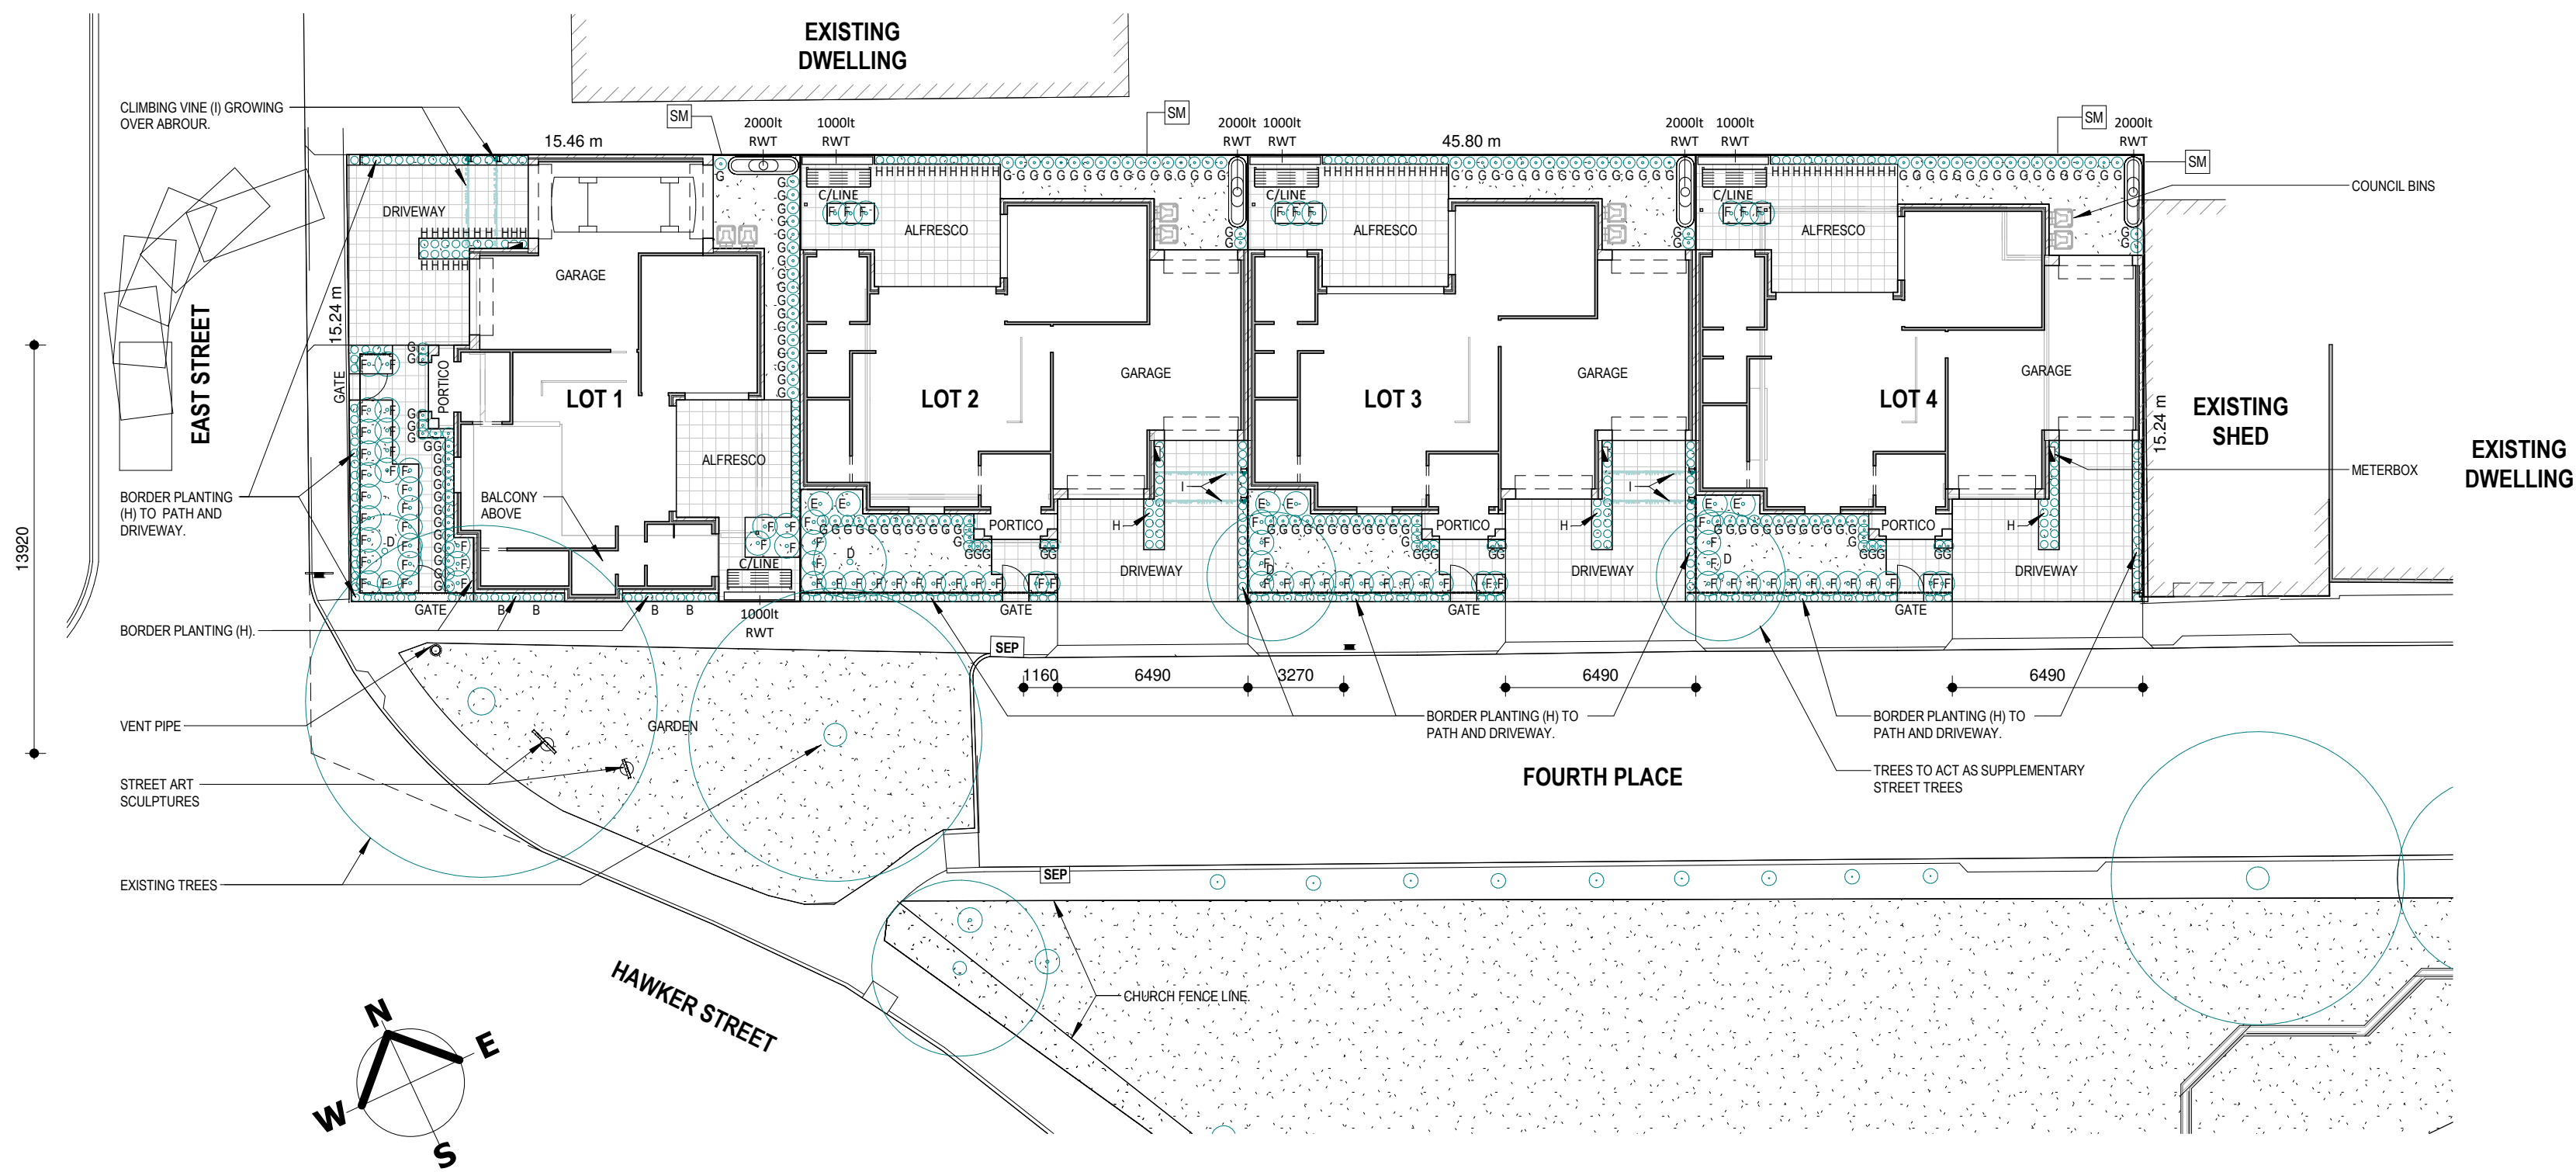 EXISTING
DWELLING
CLIMBING VINE (I) GROWING
OVER ABROUR.
SM
SM
SM
SM
15.46 m
45.80 m
2000lt
RWT
1000lt
RWT
2000lt
RWT
1000lt
RWT
2000lt
RWT
1000lt
RWT
2000lt
RWT
COUNCIL BINS
DRIVEWAY
C/LINE
C/LINE
C/LINE
ALFRESCO
ALFRESCO
ALFRESCO
GARAGE
15.24 m
EAST STREET
GATE
PORTICO
LOT 1
LOT 2
GARAGE
LOT 3
GARAGE
LOT 4
GARAGE
15.24 m
EXISTING
SHED
EXISTING
DWELLING
METERBOX
ALFRESCO
BORDER PLANTING
(H) TO PATH AND
DRIVEWAY.
BALCONY
ABOVE
I
I
H
H
H
PORTICO
PORTICO
PORTICO
D
D
D
D
E
E
E
E
E
E
C/LINE
DRIVEWAY
DRIVEWAY
DRIVEWAY
GATE
B
B
B
B
GATE
GATE
GATE
1000lt
RWT
BORDER PLANTING (H).
13920
SEP
1160
6490
3270
6490
6490
VENT PIPE
GARDEN
BORDER PLANTING (H) TO
PATH AND DRIVEWAY.
BORDER PLANTING (H) TO
PATH AND DRIVEWAY.
STREET ART
SCULPTURES
FOURTH PLACE
TREES TO ACT AS SUPPLEMENTARY
STREET TREES
EXISTING TREES
SEP
HAWKER STREET
CHURCH FENCE LINE.
N
E
W
S